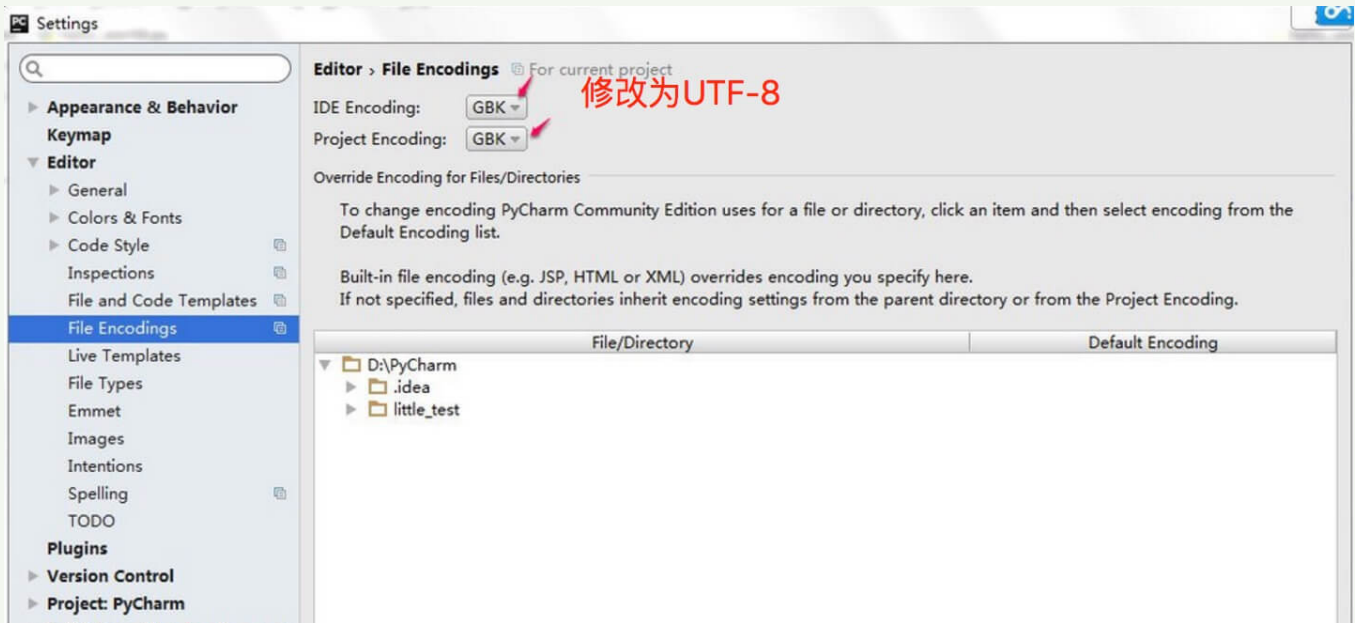 Settings
Editor › File Encodings For current project
修改为UTF-8
IDE Encoding: GBK
Project Encoding: GBK
Appearance & Behavior
Keymap
Editor
General
Colors & Fonts
Code Style
Inspections
File and Code Templates
File Encodings
Live Templates
File Types
Emmet
Images
Intentions
Spelling
TODO
Plugins
Version Control
Project: PyCharm
Override Encoding for Files/Directories
To change encoding PyCharm Community Edition uses for a file or directory, click an item and then select encoding from the
Default Encoding list.
Built-in file encoding (e.g. JSP, HTML or XML) overrides encoding you specify here.
If not specified, files and directories inherit encoding settings from the parent directory or from the Project Encoding.
File/Directory Default Encoding
D:\PyCharm
.idea
little_test